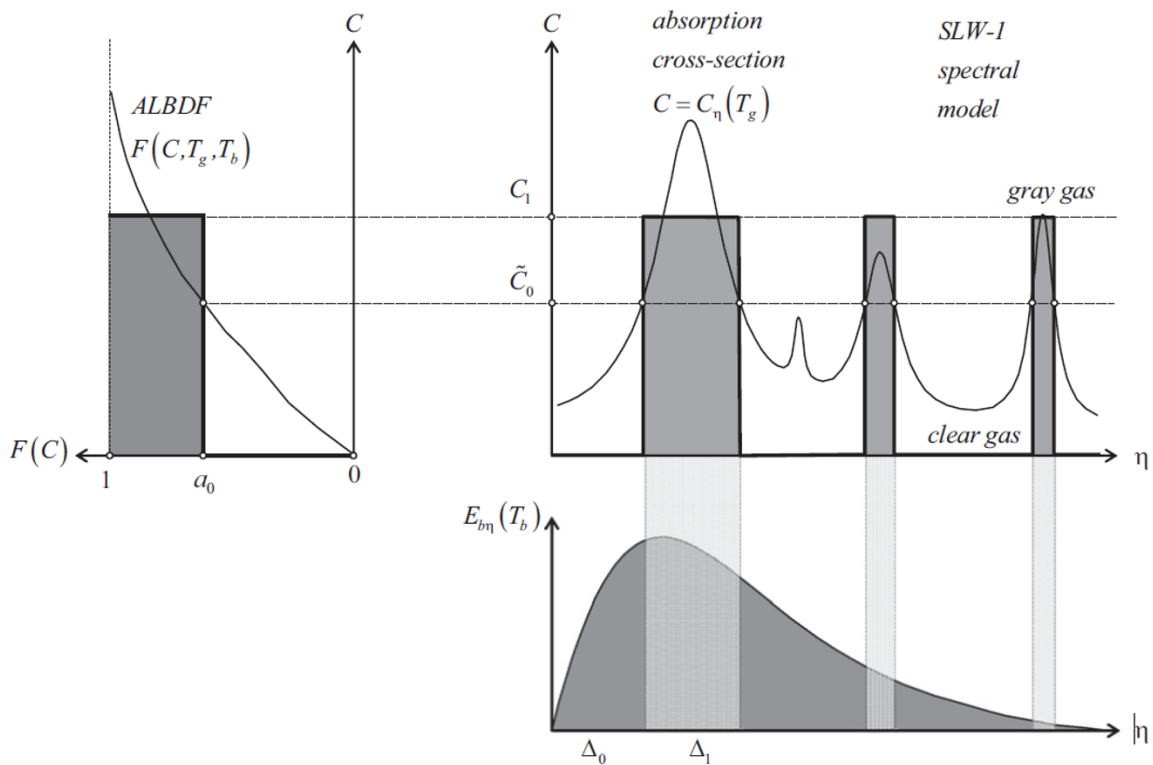 C
ALBDF
F(C,T_g,T_b)
F(C)
1
a_0
0
C
absorption
cross-section
C = C_η(T_g)
SLW-1
spectral
model
C_1
gray gas
C̃_0
clear gas
η
E_bη(T_b)
|η
Δ_0
Δ_1